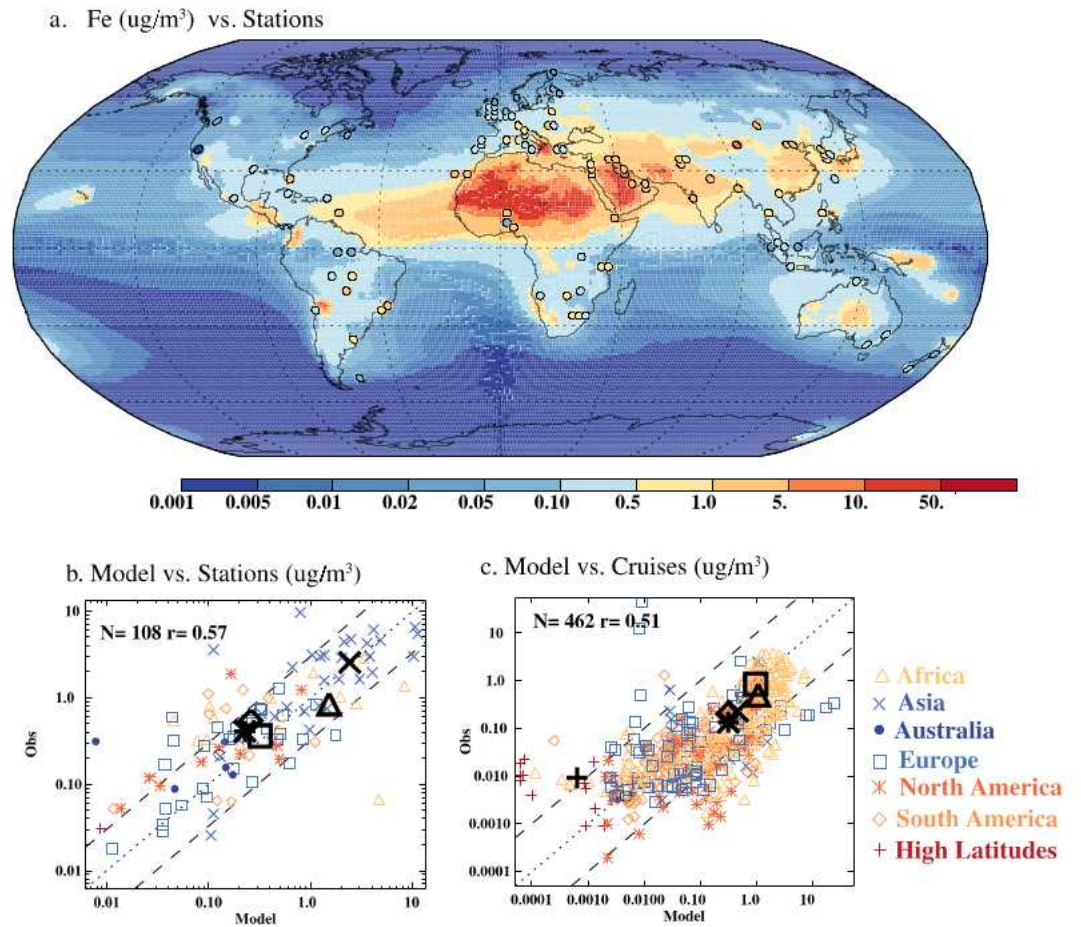 a. Fe (ug/m³) vs. Stations
0.001 0.005 0.01 0.02 0.05 0.10 0.5 1.0 5. 10. 50.
b. Model vs. Stations (ug/m³)
N= 108 r= 0.57
10
1.0
0.10
0.01
Obs
0.01 0.10 1.0 10
Model
c. Model vs. Cruises (ug/m³)
N= 462 r= 0.51
10
1.0
0.10
0.010
0.0010
0.0001
Obs
0.0001 0.0010 0.0100 0.10 1.0 10
Model
Africa
Asia
Australia
Europe
North America
South America
High Latitudes